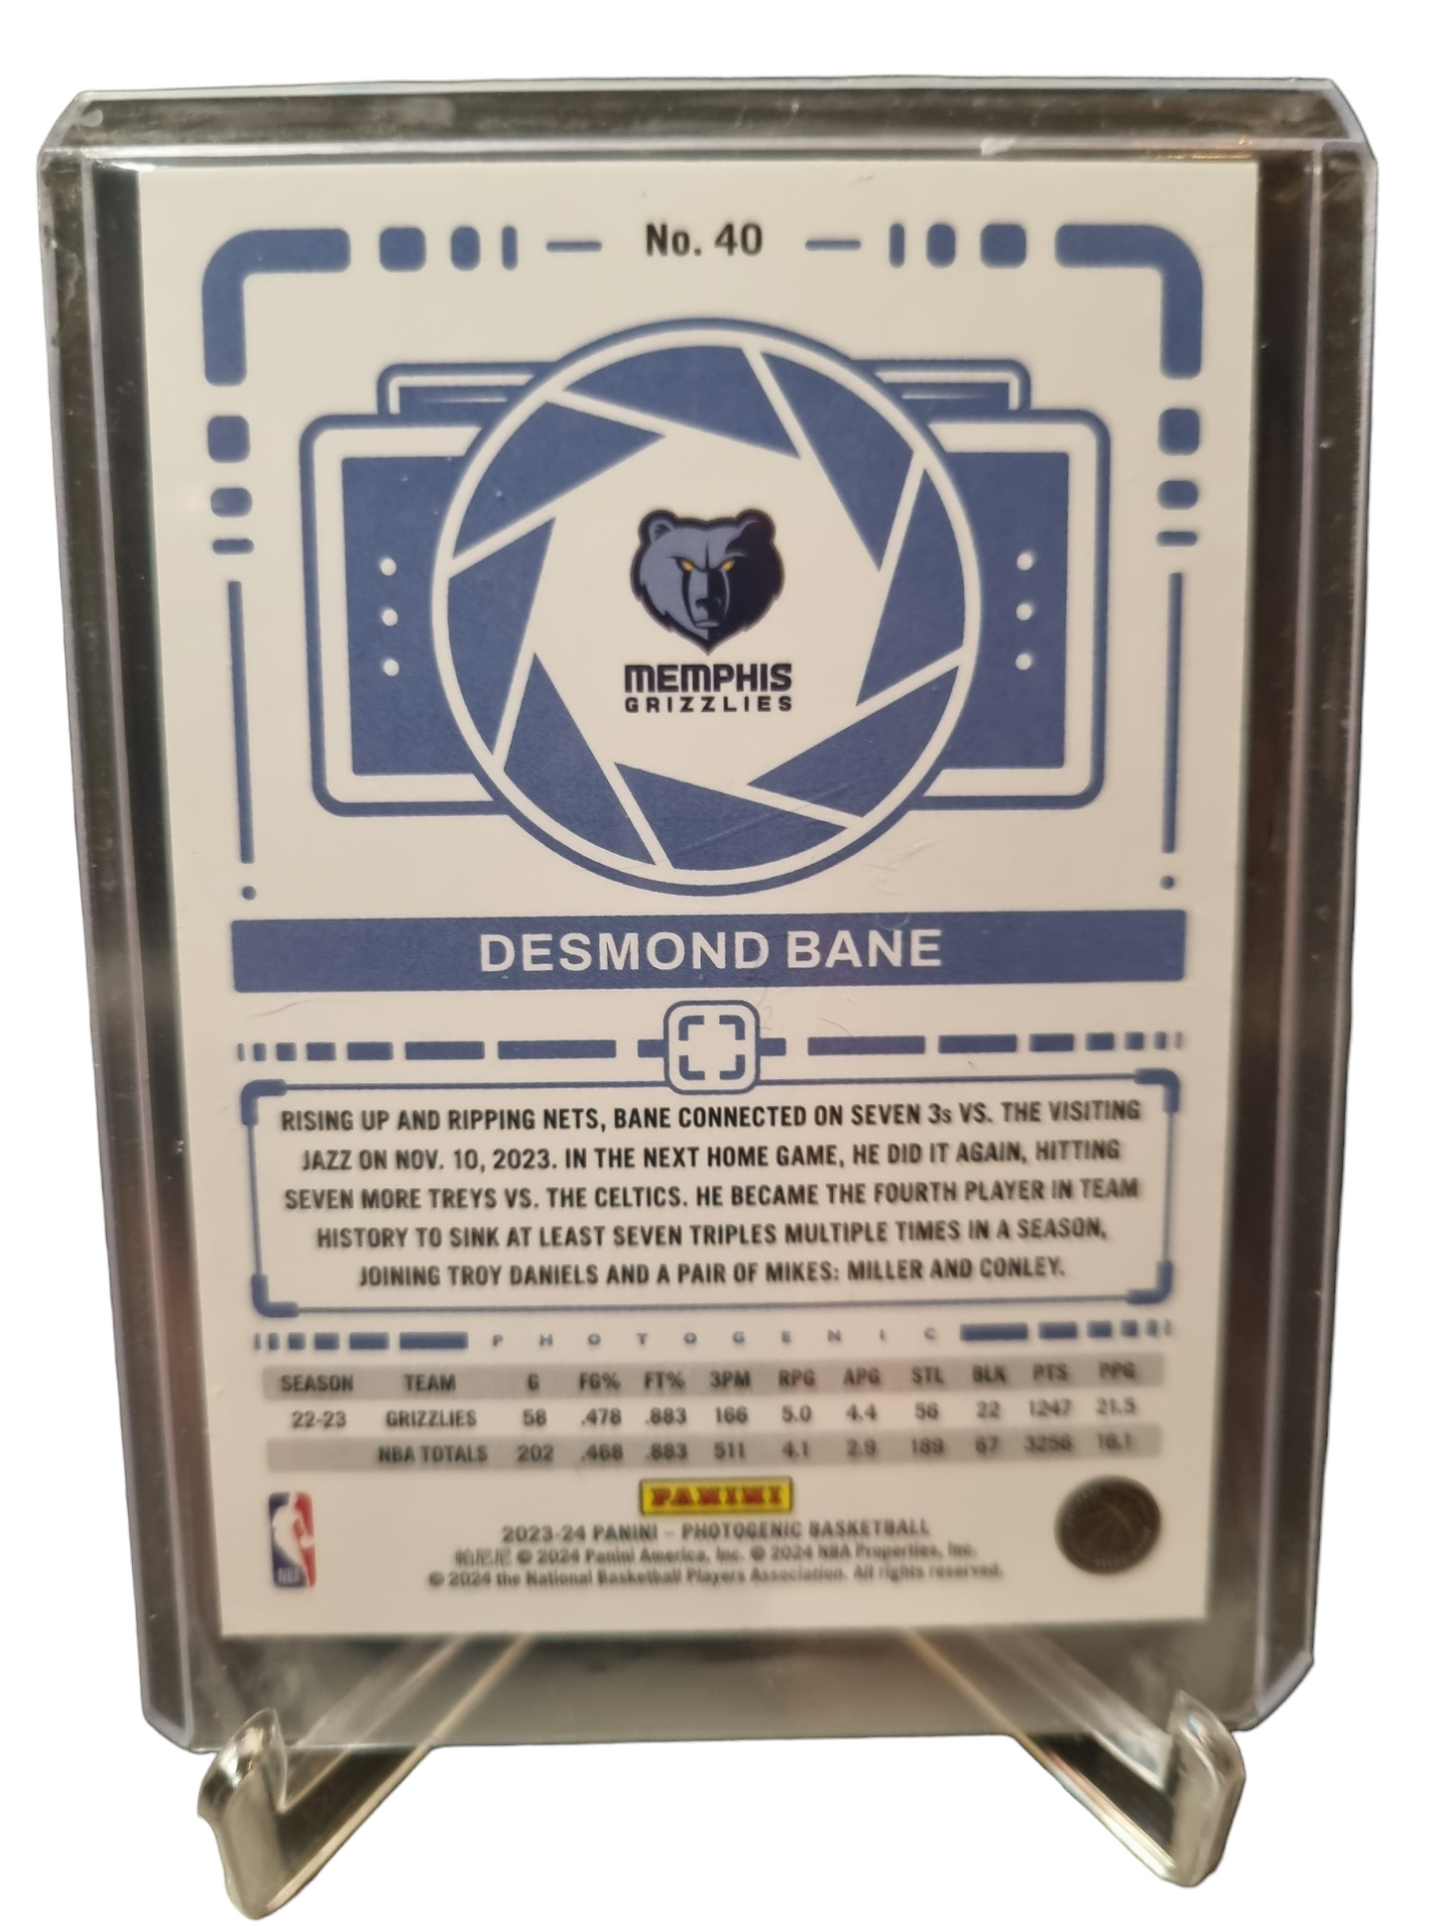 No. 40
MEMPHIS
GRIZZLIES
DESMOND BANE
RISING UP AND RIPPING NETS, BANE CONNECTED ON SEVEN 3s VS. THE VISITING
JAZZ ON NOV. 10, 2023. IN THE NEXT HOME GAME, HE DID IT AGAIN, HITTING
SEVEN MORE TREYS VS. THE CELTICS. HE BECAME THE FOURTH PLAYER IN TEAM
HISTORY TO SINK AT LEAST SEVEN TRIPLES MULTIPLE TIMES IN A SEASON,
JOINING TROY DANIELS AND A PAIR OF MIKES: MILLER AND CONLEY.
PHOTOGENIC
SEASON TEAM G FG% FT% 3PM RPG APG STL BLK PTS PPG
22-23 GRIZZLIES 58 .478 .883 166 5.0 4.4 56 22 1247 21.5
NBA TOTALS 202 .468 .883 511 4.1 2.9 189 67 3256 16.1
PANINI
2023-24 PANINI – PHOTOGENIC BASKETBALL
帕尼尼 © 2024 Panini America, Inc. © 2024 NBA Properties, Inc.
© 2024 the National Basketball Players Association. All rights reserved.
NBA